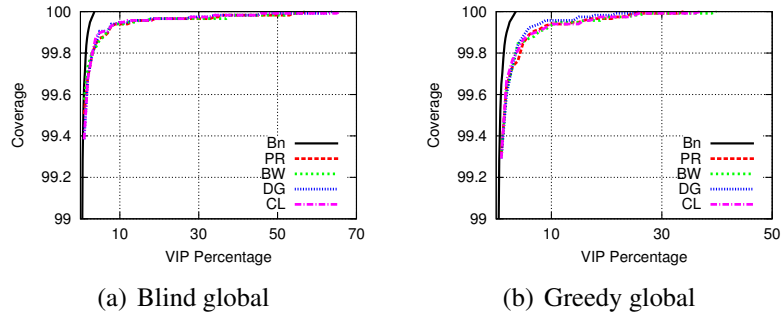 100
99.8
99.6
99.4
99.2
99
Coverage
Bn
PR
BW
DG
CL
10 30 50 70
VIP Percentage
(a) Blind global
100
99.8
99.6
99.4
99.2
99
Coverage
Bn
PR
BW
DG
CL
10 30 50
VIP Percentage
(b) Greedy global